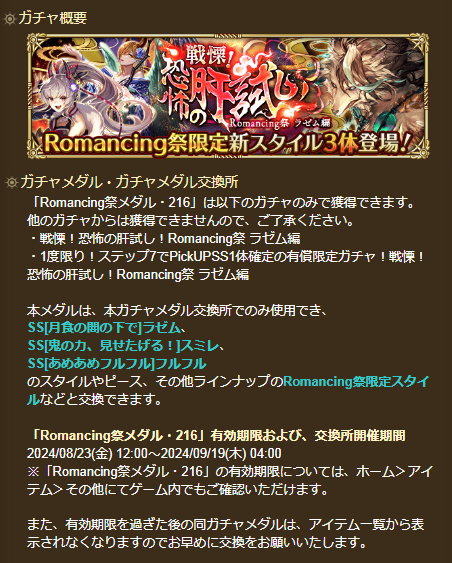 ガチャ概要
戦慄!
恐怖の肝試し!
Romancing祭 ラゼム編
Romancing祭限定新スタイル3体登場!
ガチャメダル・ガチャメダル交換所
「Romancing祭メダル・216」は以下のガチャのみで獲得できます。
他のガチャからは獲得できませんので、ご了承ください。
・戦慄!恐怖の肝試し!Romancing祭 ラゼム編
・1度限り!ステップ7でPickUPSS1体確定の有償限定ガチャ!戦慄!
恐怖の肝試し!Romancing祭 ラゼム編
本メダルは、本ガチャメダル交換所でのみ使用でき、
SS[月食の闇の下で]ラゼム、
SS[鬼の力、見せたげる!]スミレ、
SS[あめあめフルフル]フルフル
のスタイルやピース、その他ラインナップのRomancing祭限定スタイ
ルなどと交換できます。
「Romancing祭メダル・216」有効期限および、交換所開催期間
2024/08/23(金) 12:00～2024/09/19(木) 04:00
※「Romancing祭メダル・216」の有効期限については、ホーム＞アイ
テム＞その他にてゲーム内でもご確認いただけます。
また、有効期限を過ぎた後の同ガチャメダルは、アイテム一覧から表
示されなくなりますのでお早めに交換をお願いいたします。